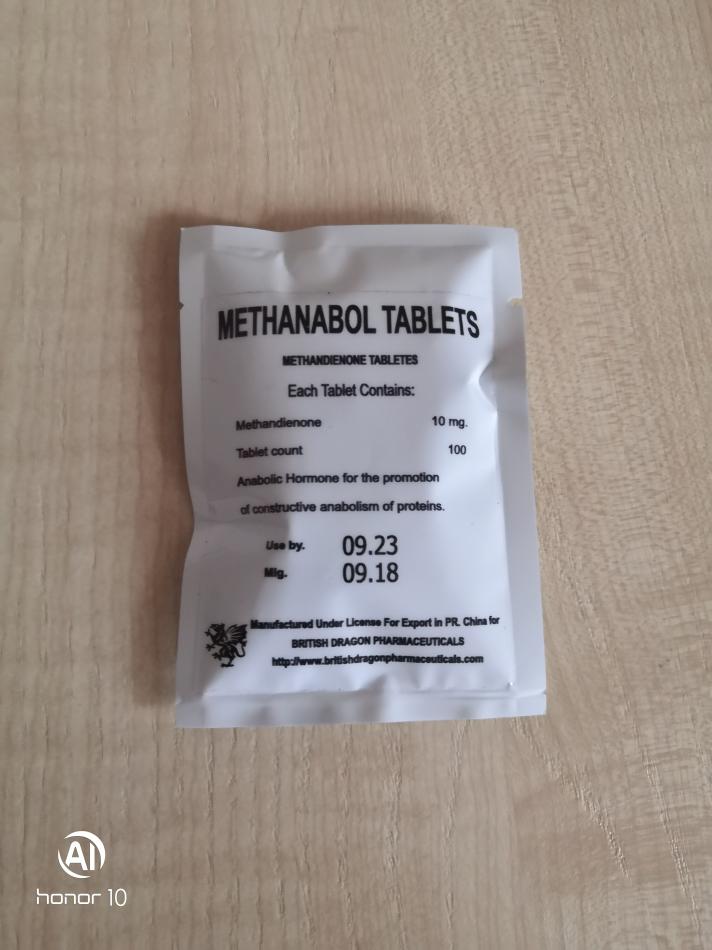 METHANABOL TABLETS
METHANDIENONE TABLETES
Each Tablet Contains:
Methandienone 10 mg.
Tablet count 100
Anabolic Hormone for the promotion
of constructive anabolism of proteins.
Use by. 09.23
Mfg. 09.18
Manufactured Under License For Export in PR. China for
BRITISH DRAGON PHARMACEUTICALS
http://www.britishdragonpharmaceuticals.com
AI
honor 10